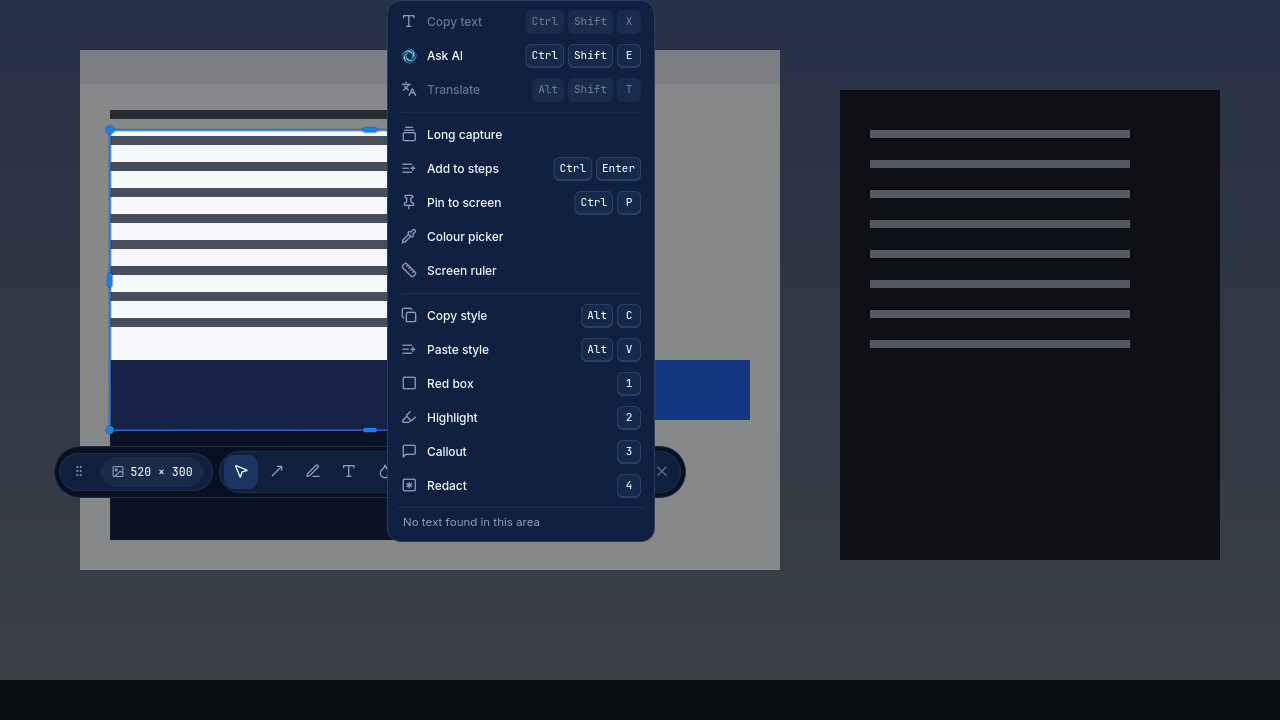 Copy text Ctrl Shift X
Ask AI Ctrl Shift E
Translate Alt Shift T
Long capture
Add to steps Ctrl Enter
Pin to screen Ctrl P
Colour picker
Screen ruler
Copy style Alt C
Paste style Alt V
Red box 1
Highlight 2
Callout 3
520 × 300
Redact 4
No text found in this area